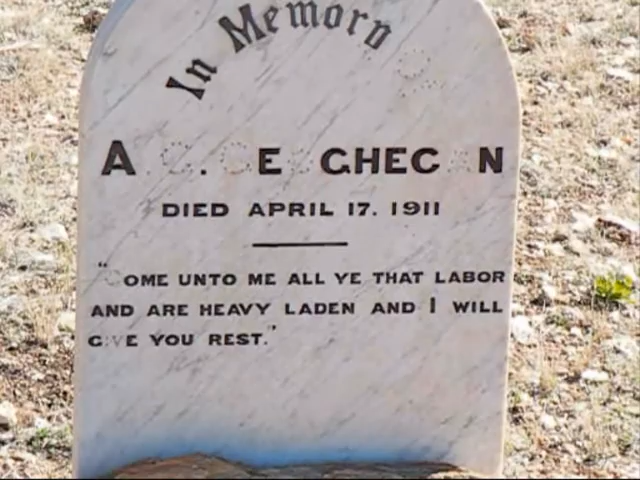 In Memory
A. GEOGHEGAN
DIED APRIL 17. 1911
"COME UNTO ME ALL YE THAT LABOR
AND ARE HEAVY LADEN AND I WILL
GIVE YOU REST."